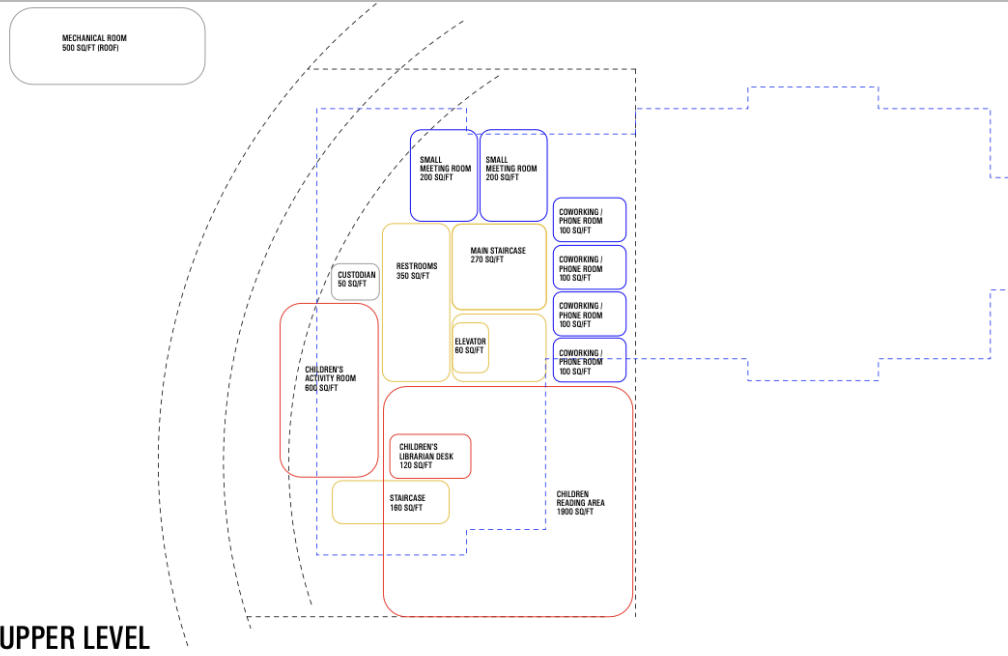 MECHANICAL ROOM
500 SQ/FT (ROOF)
SMALL
MEETING ROOM
200 SQ/FT
SMALL
MEETING ROOM
200 SQ/FT
COWORKING /
PHONE ROOM
100 SQ/FT
MAIN STAIRCASE
270 SQ/FT
RESTROOMS
350 SQ/FT
CUSTODIAN
50 SQ/FT
COWORKING /
PHONE ROOM
100 SQ/FT
COWORKING /
PHONE ROOM
100 SQ/FT
ELEVATOR
60 SQ/FT
COWORKING /
PHONE ROOM
100 SQ/FT
CHILDREN'S
ACTIVITY ROOM
600 SQ/FT
CHILDREN'S
LIBRARIAN DESK
120 SQ/FT
STAIRCASE
160 SQ/FT
CHILDREN
READING AREA
1900 SQ/FT
UPPER LEVEL